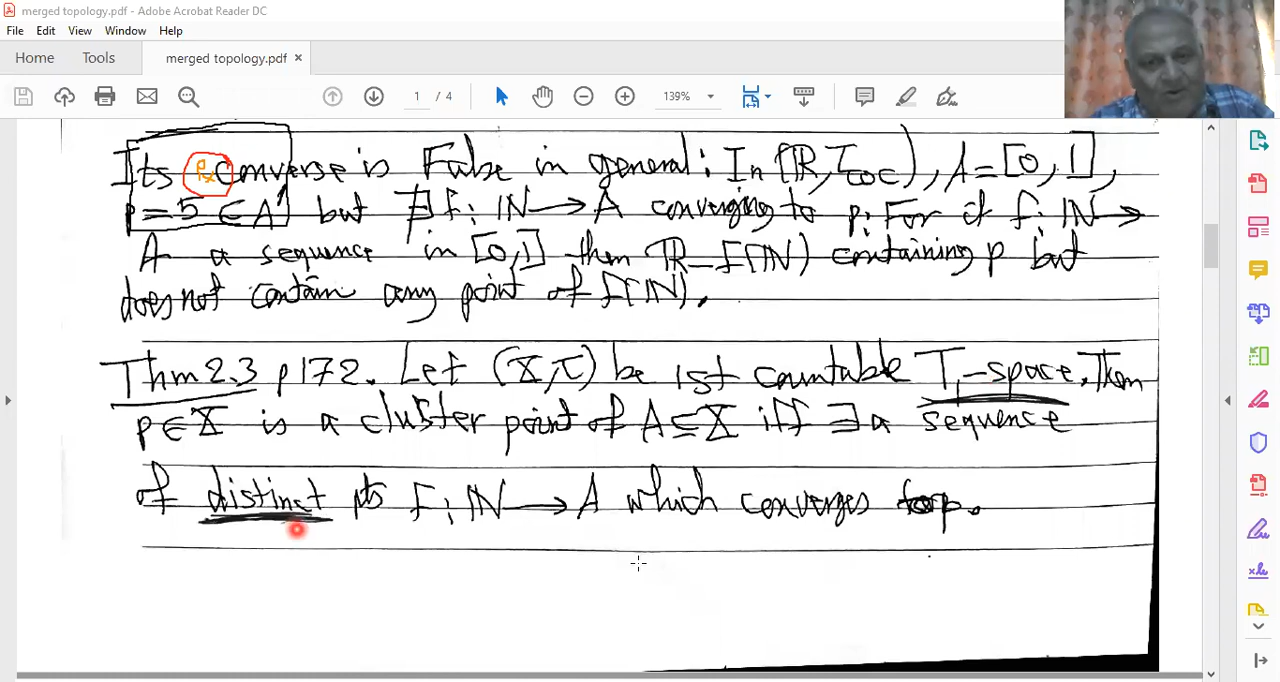 merged topology.pdf - Adobe Acrobat Reader DC
File Edit View Window Help
Home Tools merged topology.pdf ×
1 / 4 139%
Its converse is False in general: In (ℝ, τcoc), A = [0, 1],
p = 5 ∈ A' but ∄ f: ℕ → A converging to p: For if f: ℕ →
A a sequence in [0,1] then ℝ - f(ℕ) containing p but
does not contain any point of f(ℕ).
Thm 2.3 p172. Let (X, τ) be 1st countable T₁-space. Then
p ∈ X is a cluster point of A ⊆ X iff ∃ a sequence
of distinct pts f: ℕ → A which converges to p.